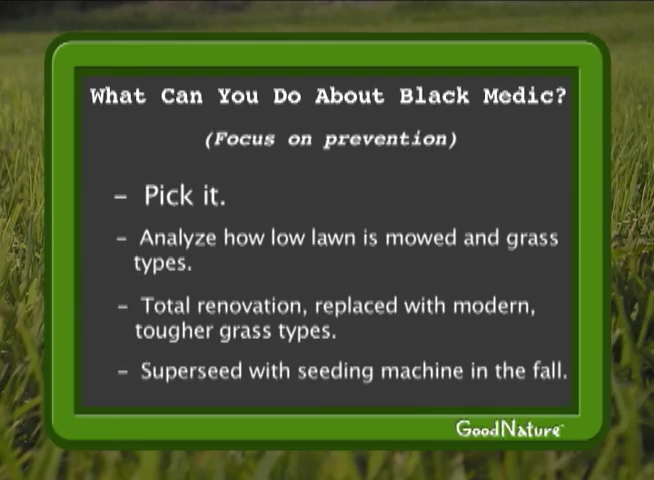 What Can You Do About Black Medic?
(Focus on prevention)
– Pick it.
– Analyze how low lawn is mowed and grass
types.
– Total renovation, replaced with modern,
tougher grass types.
– Superseed with seeding machine in the fall.
GoodNature™